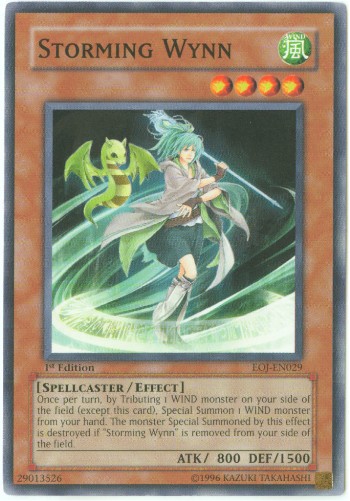 STORMING WYNN
WIND
風
1st Edition
EOJ-EN029
[SPELLCASTER / EFFECT]
Once per turn, by Tributing 1 WIND monster on your side of
the field (except this card), Special Summon 1 WIND monster
from your hand. The monster Special Summoned by this effect
is destroyed if "Storming Wynn" is removed from your side of
the field.
ATK/ 800 DEF/1500
29013526
©1996 KAZUKI TAKAHASHI